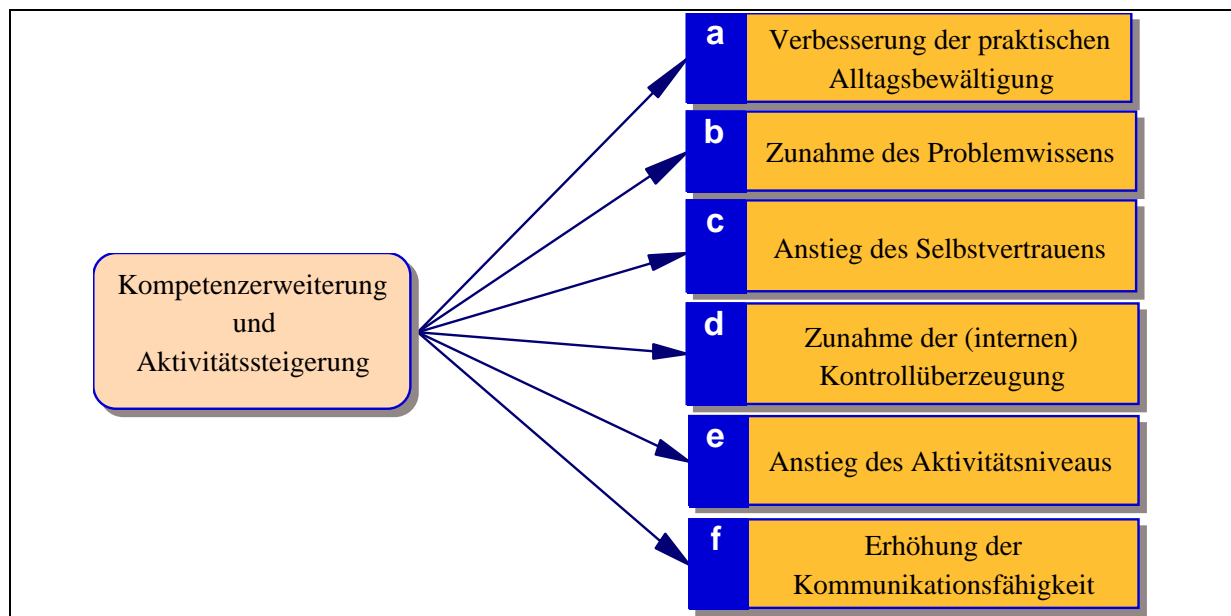 Kompetenzerweiterung
und
Aktivitätssteigerung
a
Verbesserung der praktischen
Alltagsbewältigung
b
Zunahme des Problemwissens
c
Anstieg des Selbstvertrauens
d
Zunahme der (internen)
Kontrollüberzeugung
e
Anstieg des Aktivitätsniveaus
f
Erhöhung der
Kommunikationsfähigkeit